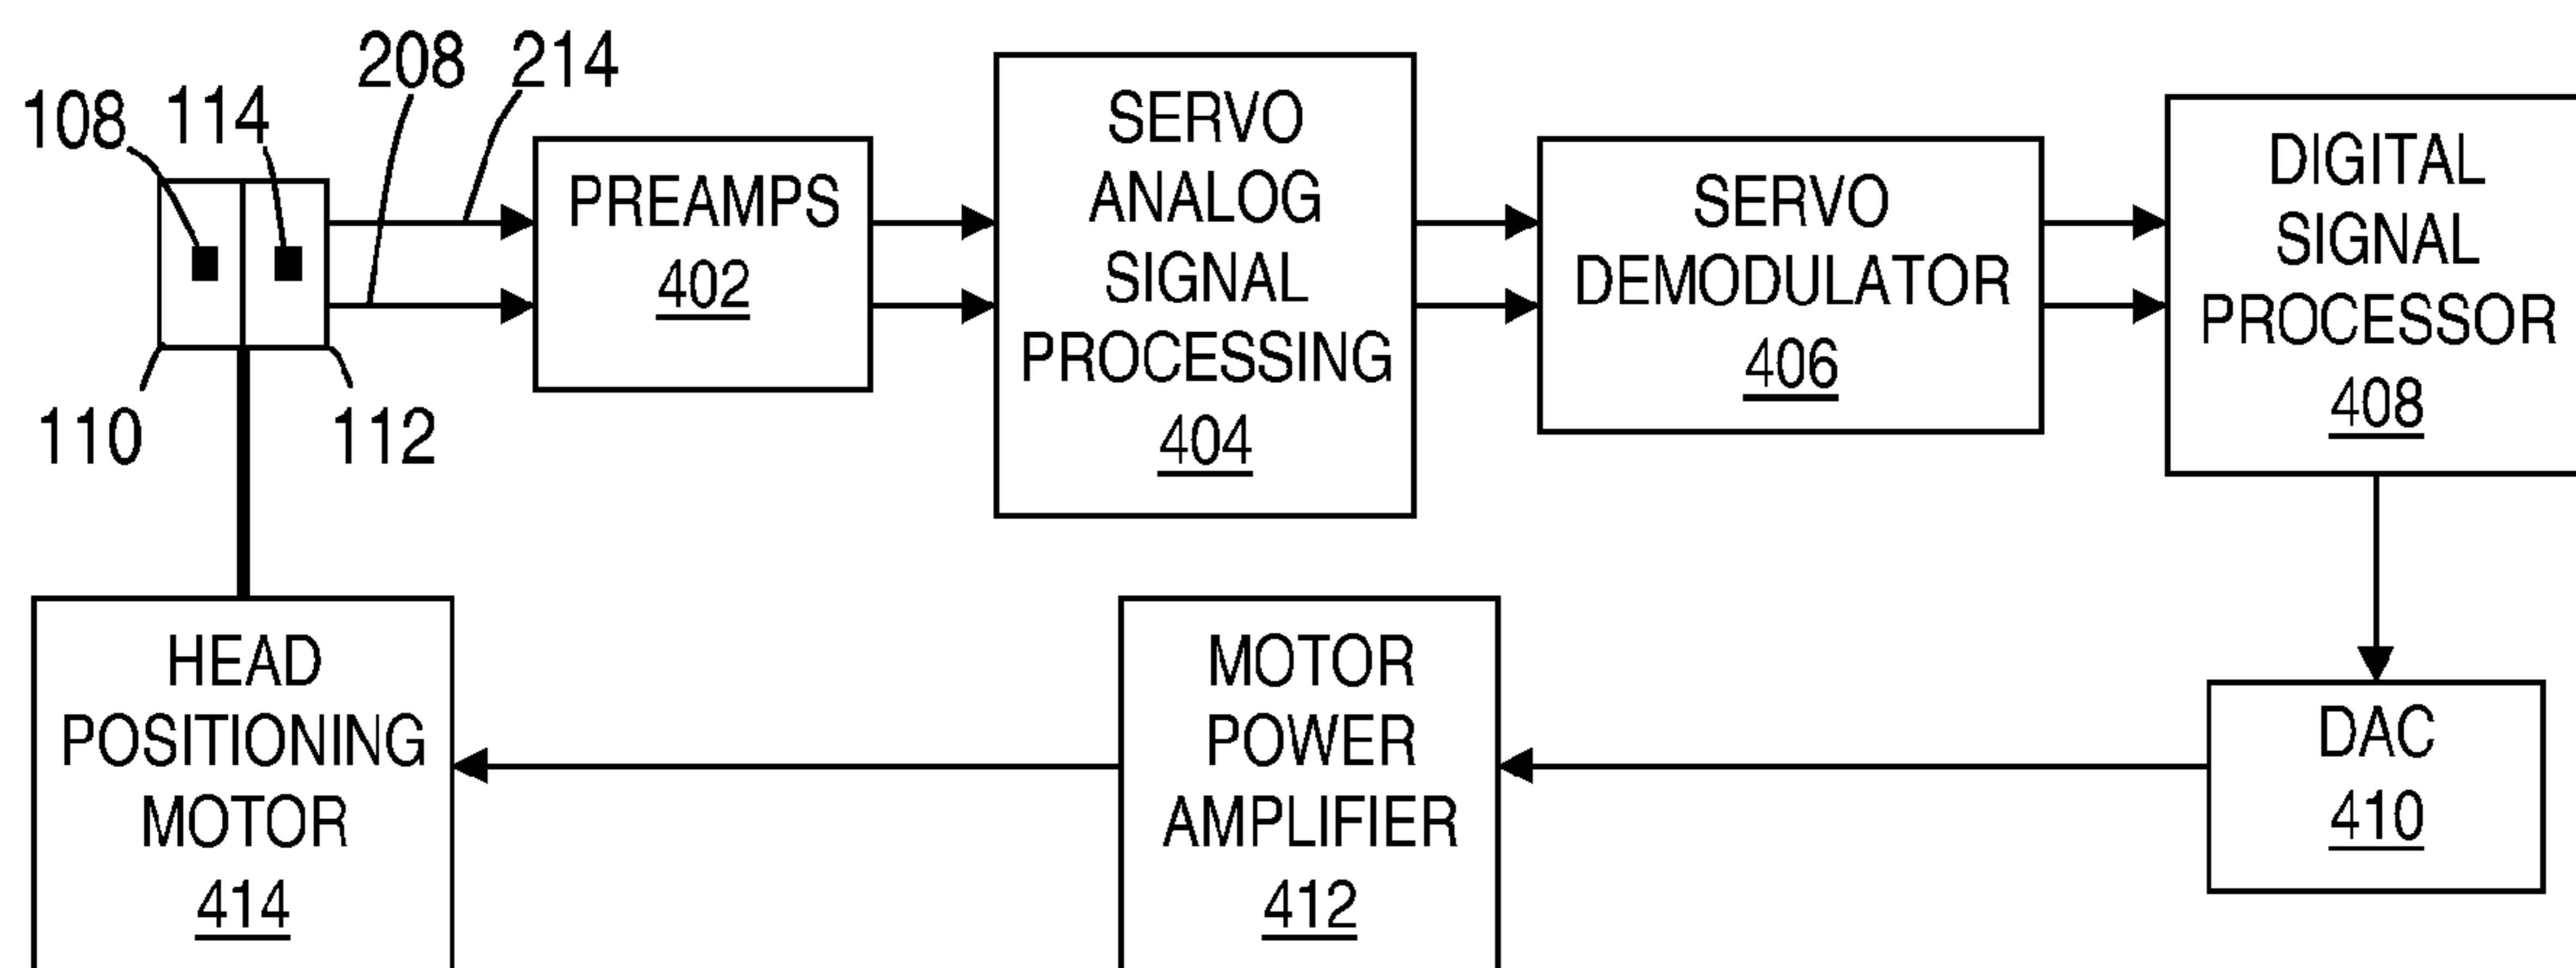 208 214
108 114
110 112
PREAMPS
402
SERVO
ANALOG
SIGNAL
PROCESSING
404
SERVO
DEMODULATOR
406
DIGITAL
SIGNAL
PROCESSOR
408
HEAD
POSITIONING
MOTOR
414
MOTOR
POWER
AMPLIFIER
412
DAC
410